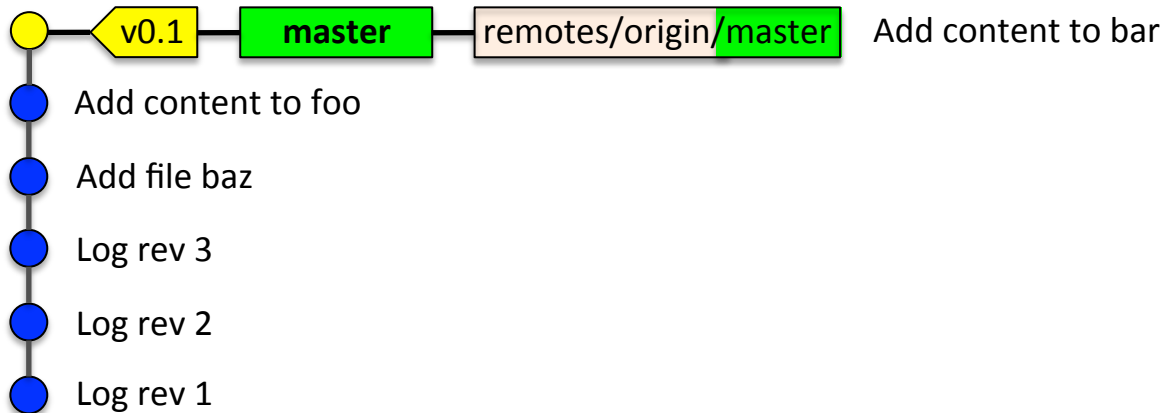 v0.1 master remotes/origin/master Add content to bar
Add content to foo
Add file baz
Log rev 3
Log rev 2
Log rev 1